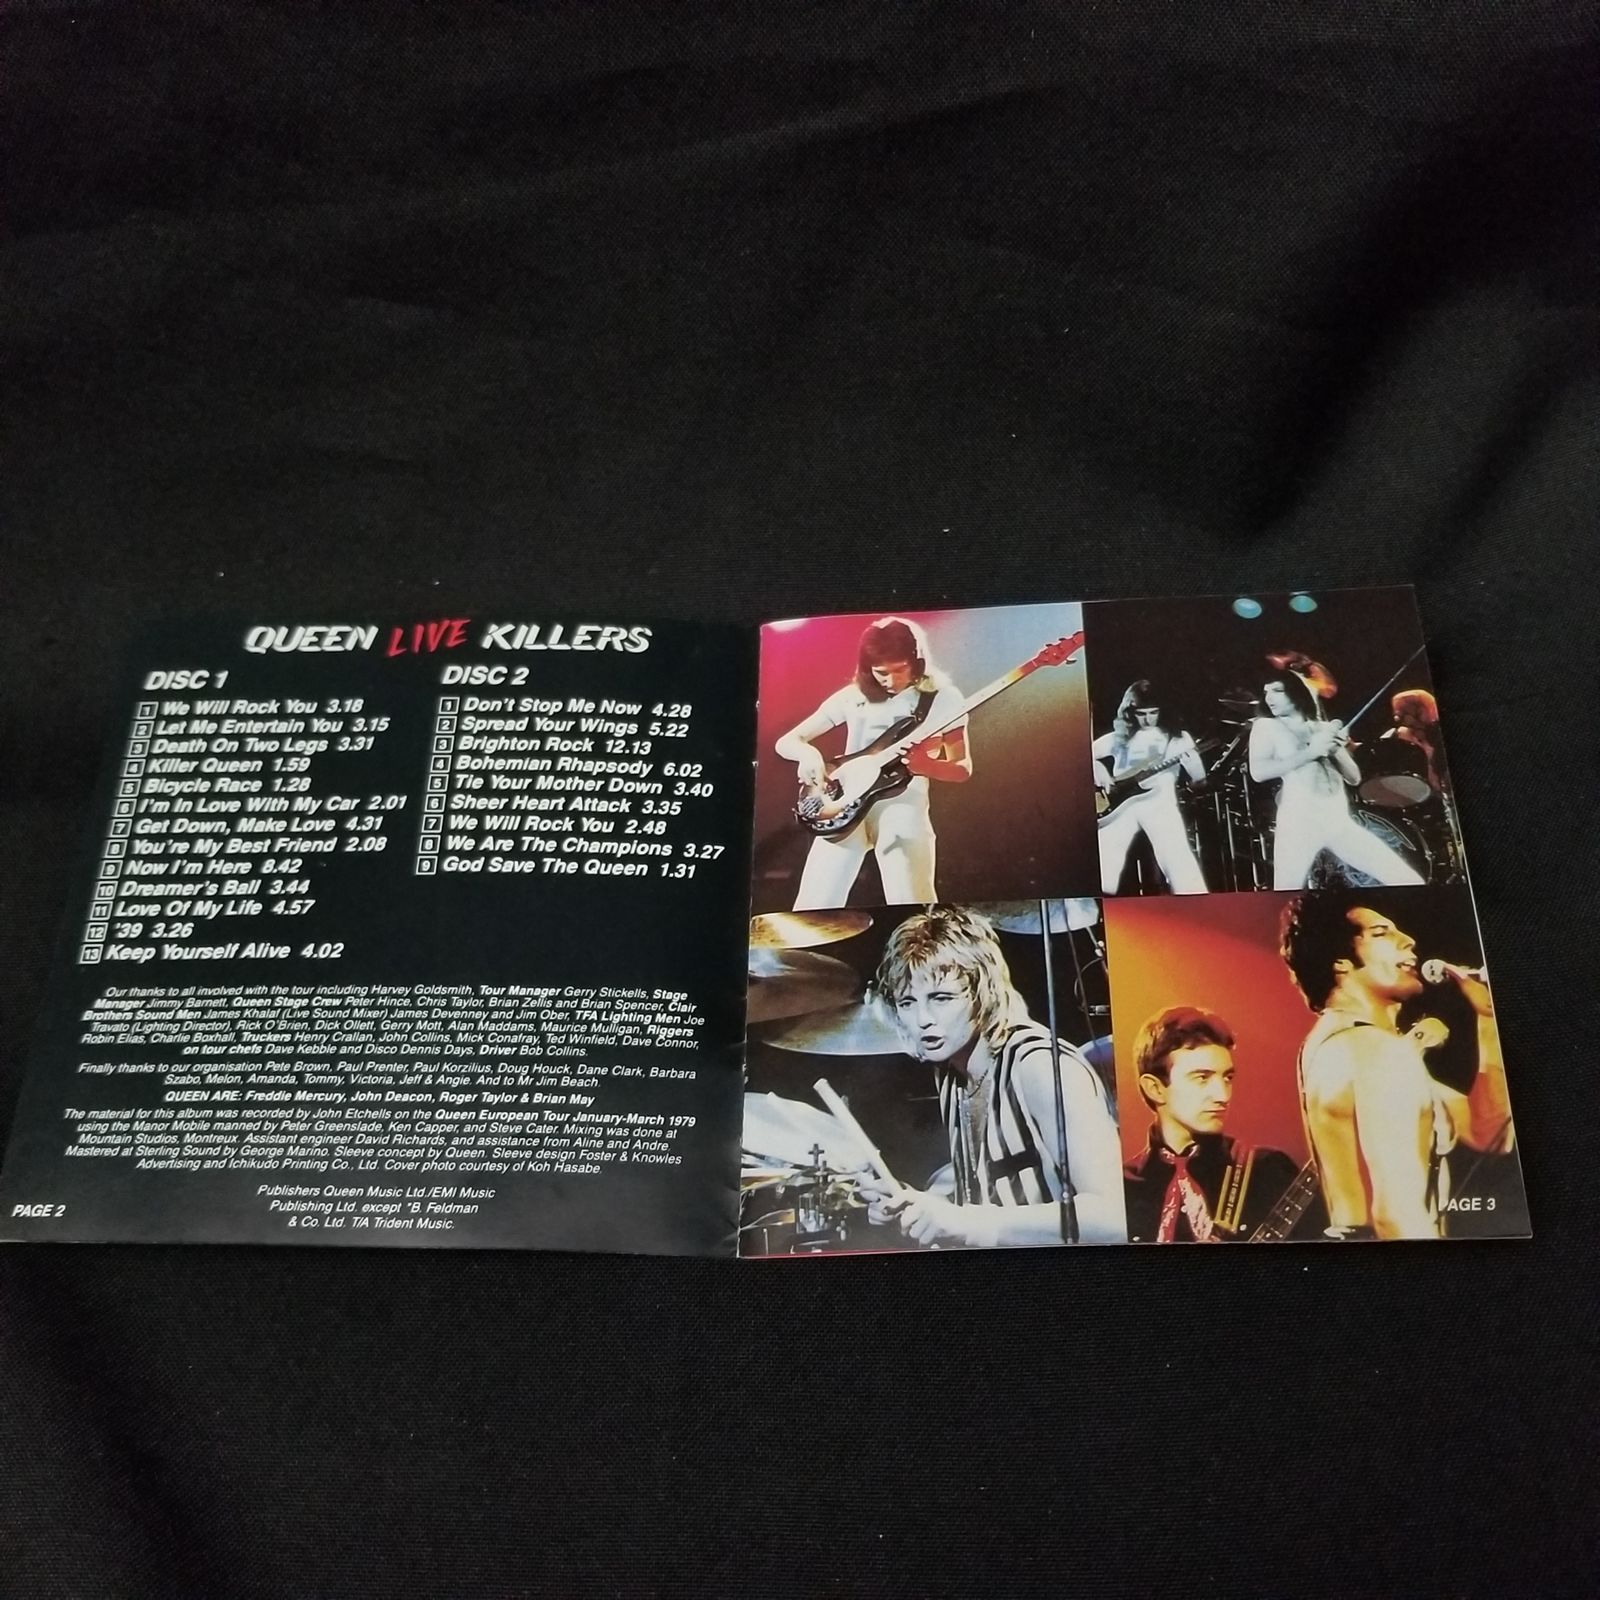 QUEEN LIVE KILLERS
DISC 1
1 We Will Rock You 3.18
2 Let Me Entertain You 3.15
3 Death On Two Legs 3.31
4 Killer Queen 1.59
5 Bicycle Race 1.28
6 I'm In Love With My Car 2.01
7 Get Down, Make Love 4.31
8 You're My Best Friend 2.08
9 Now I'm Here 8.42
10 Dreamer's Ball 3.44
11 Love Of My Life 4.57
12 '39 3.26
13 Keep Yourself Alive 4.02
DISC 2
1 Don't Stop Me Now 4.28
2 Spread Your Wings 5.22
3 Brighton Rock 12.13
4 Bohemian Rhapsody 6.02
5 Tie Your Mother Down 3.40
6 Sheer Heart Attack 3.35
7 We Will Rock You 2.48
8 We Are The Champions 3.27
9 God Save The Queen 1.31
Our thanks to all involved with the tour including Harvey Goldsmith, Tour Manager Gerry Stickells, Stage
Manager Jimmy Barnett, Queen Stage Crew Peter Hince, Chris Taylor, Brian Zellis and Brian Spencer, Clair
Brothers Sound Men James Khalaf (Live Sound Mixer) James Devenney and Jim Ober, TFA Lighting Men Joe
Travato (Lighting Director), Rick O'Brien, Dick Ollett, Gerry Mott, Alan Maddams, Maurice Mulligan, Riggers
Robin Elias, Charlie Boxhall, Truckers Henry Crallan, John Collins, Mick Conafray, Ted Winfield, Dave Connor,
on tour chefs Dave Kebble and Disco Dennis Days, Driver Bob Collins.
Finally thanks to our organisation Pete Brown, Paul Prenter, Paul Korzilius, Doug Houck, Dane Clark, Barbara
Szabo, Melon, Amanda, Tommy, Victoria, Jeff & Angie. And to Mr Jim Beach.
QUEEN ARE: Freddie Mercury, John Deacon, Roger Taylor & Brian May
The material for this album was recorded by John Etchells on the Queen European Tour January-March 1979
using the Manor Mobile manned by Peter Greenslade, Ken Capper, and Steve Cater. Mixing was done at
Mountain Studios, Montreux. Assistant engineer David Richards, and assistance from Aline and Andre.
Mastered at Sterling Sound by George Marino. Sleeve concept by Queen. Sleeve design Foster & Knowles
Advertising and Ichikudo Printing Co., Ltd. Cover photo courtesy of Koh Hasabe.
Publishers Queen Music Ltd./EMI Music
Publishing Ltd. except *B. Feldman
& Co. Ltd. T/A Trident Music.
PAGE 2
PAGE 3